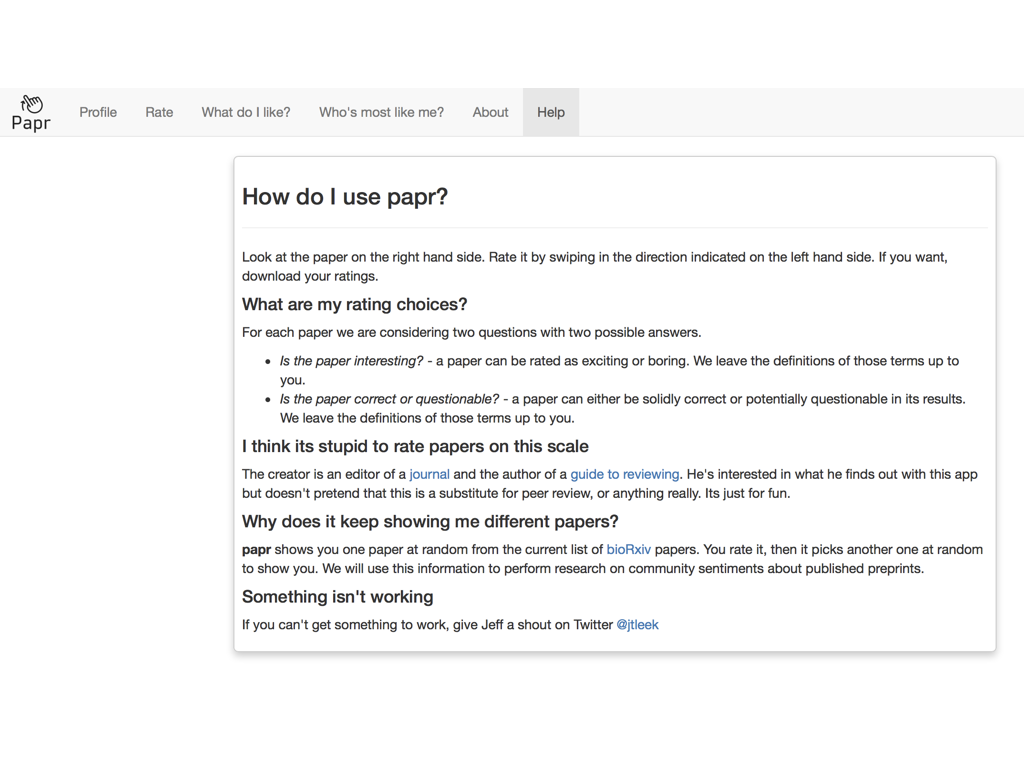 Papr
Profile
Rate
What do I like?
Who's most like me?
About
Help
How do I use papr?
Look at the paper on the right hand side. Rate it by swiping in the direction indicated on the left hand side. If you want,
download your ratings.
What are my rating choices?
For each paper we are considering two questions with two possible answers.
• Is the paper interesting? - a paper can be rated as exciting or boring. We leave the definitions of those terms up to
you.
• Is the paper correct or questionable? - a paper can either be solidly correct or potentially questionable in its results.
We leave the definitions of those terms up to you.
I think its stupid to rate papers on this scale
The creator is an editor of a journal and the author of a guide to reviewing. He's interested in what he finds out with this app
but doesn't pretend that this is a substitute for peer review, or anything really. Its just for fun.
Why does it keep showing me different papers?
papr shows you one paper at random from the current list of bioRxiv papers. You rate it, then it picks another one at random
to show you. We will use this information to perform research on community sentiments about published preprints.
Something isn't working
If you can't get something to work, give Jeff a shout on Twitter @jtleek